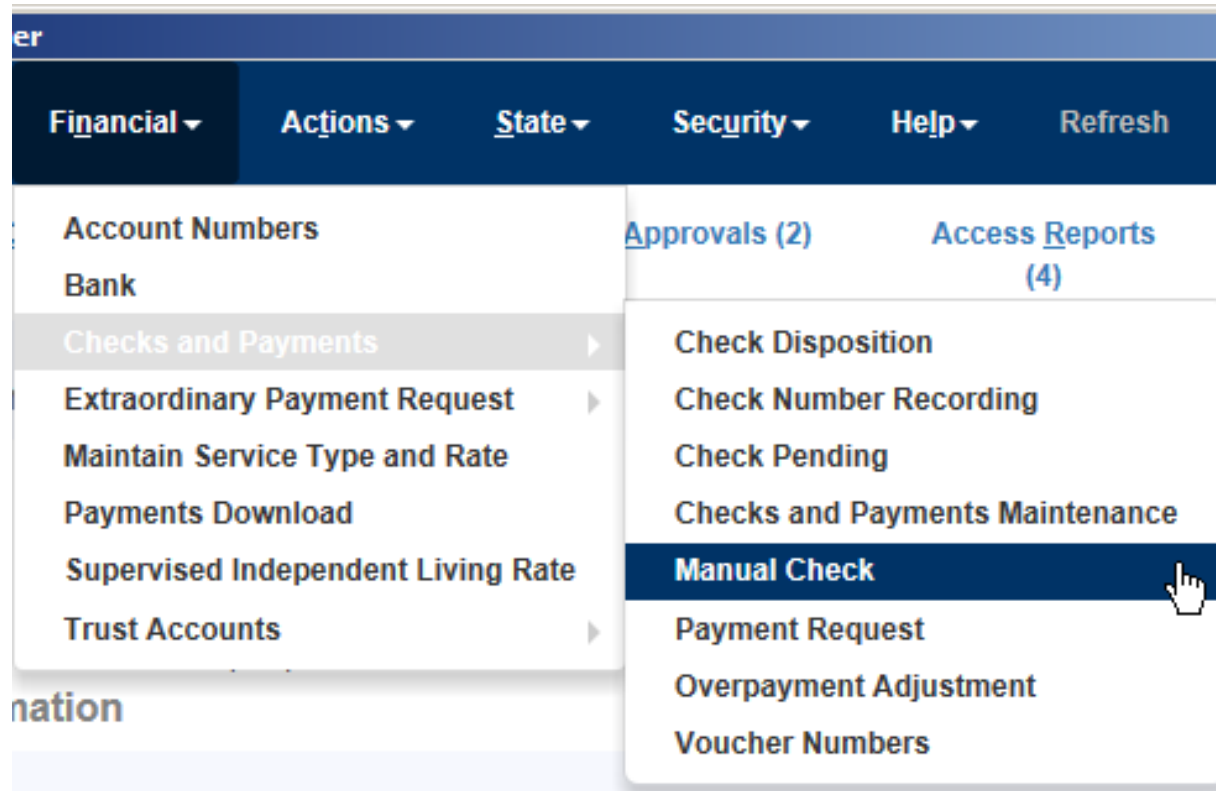 er
Financial Actions State Security Help Refresh
Account Numbers
Approvals (2) Access Reports
(4)
Bank
Checks and Payments
Extraordinary Payment Request
Maintain Service Type and Rate
Payments Download
Supervised Independent Living Rate
Trust Accounts
Check Disposition
Check Number Recording
Check Pending
Checks and Payments Maintenance
Manual Check
Payment Request
Overpayment Adjustment
Voucher Numbers
mation